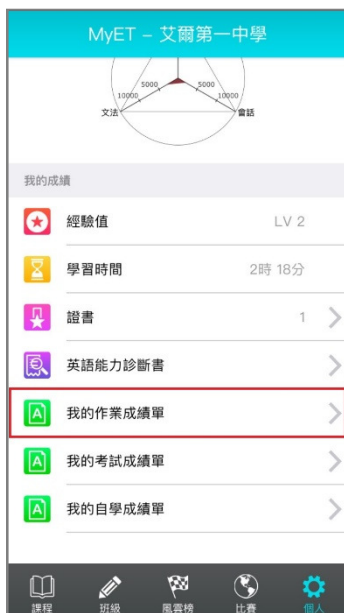 MyET – 艾爾第一中學
5000 5000
10000 10000
文法 會話
我的成績
經驗值 LV 2
學習時間 2時 18分
證書 1
英語能力診斷書
A 我的作業成績單
A 我的考試成績單
A 我的自學成績單
課程 班級 風雲榜 比賽 個人